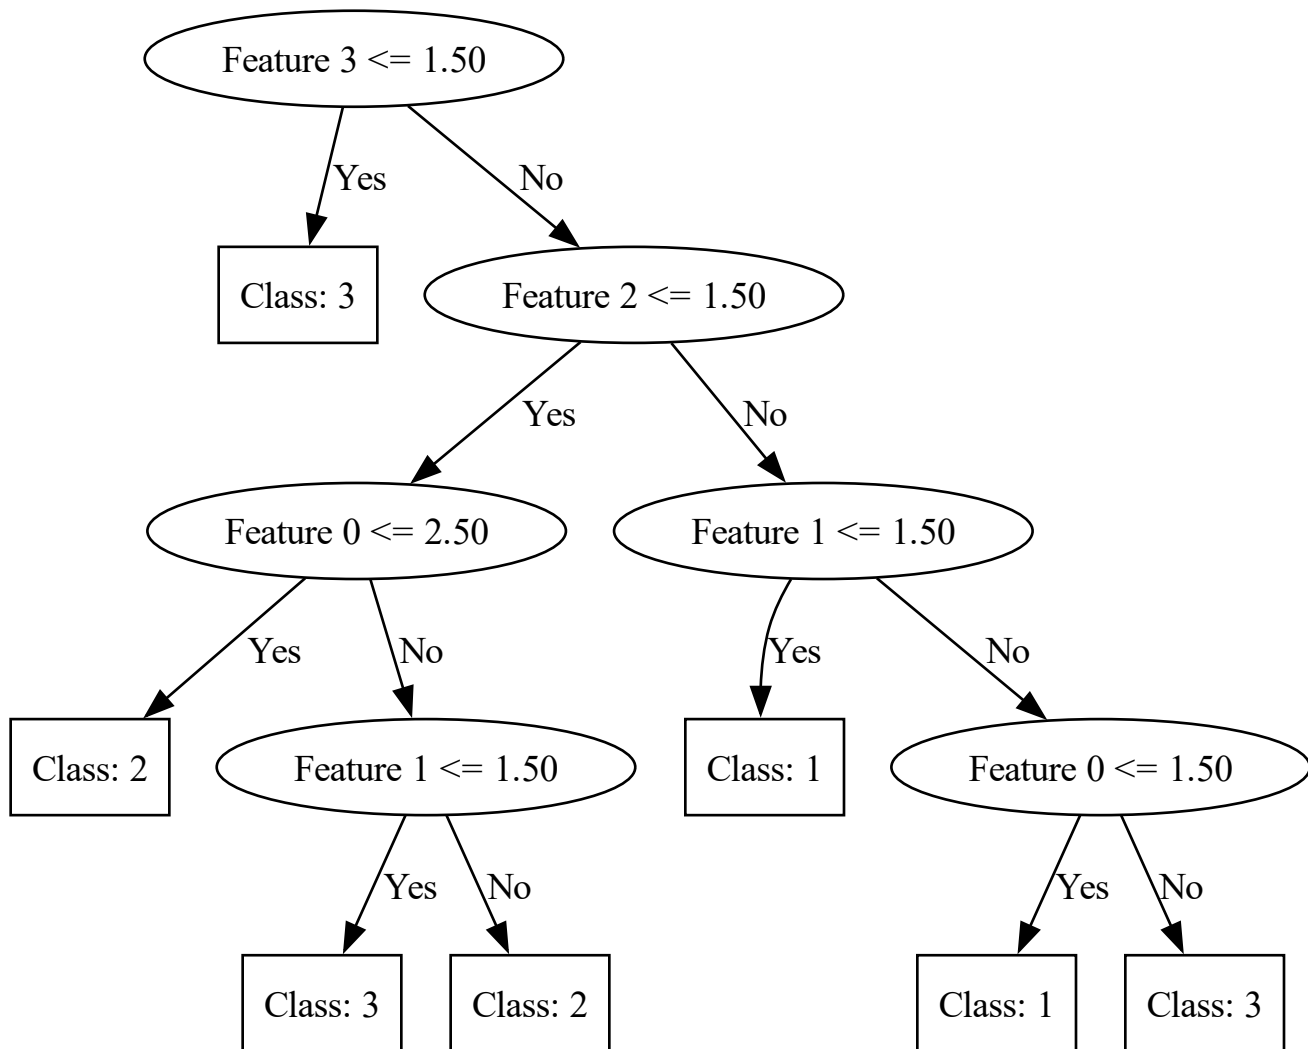 Feature 3 <= 1.50
Yes
No
Class: 3
Feature 2 <= 1.50
Yes
No
Feature 0 <= 2.50
Feature 1 <= 1.50
Yes
No
Yes
No
Class: 2
Feature 1 <= 1.50
Class: 1
Feature 0 <= 1.50
Yes
No
Yes
No
Class: 3
Class: 2
Class: 1
Class: 3